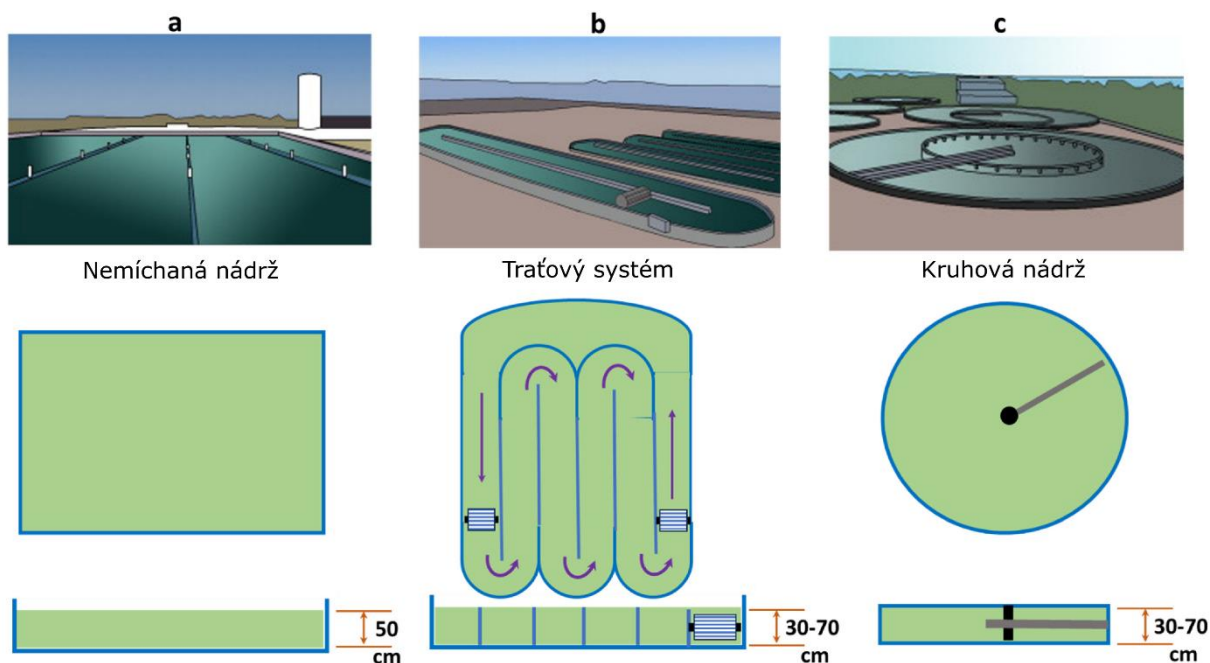 a
b
c
Nemíchaná nádrž
Traťový systém
Kruhová nádrž
50
cm
30-70
cm
30-70
cm